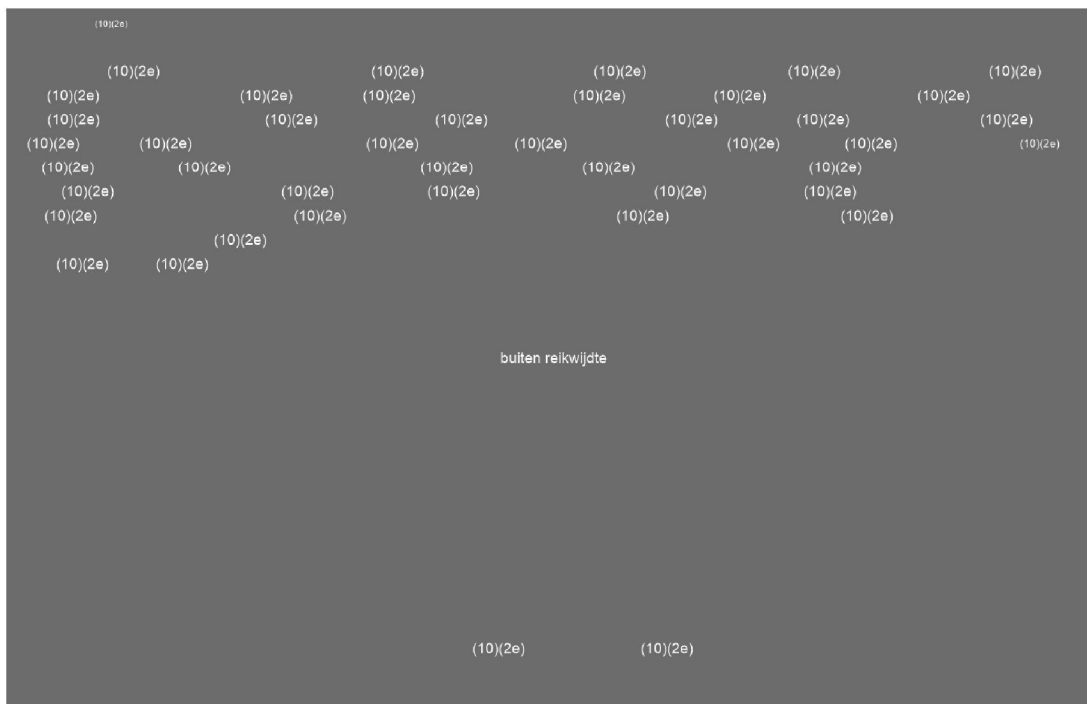 (10)(2e)
(10)(2e) (10)(2e) (10)(2e) (10)(2e) (10)(2e)
(10)(2e) (10)(2e) (10)(2e) (10)(2e) (10)(2e) (10)(2e)
(10)(2e) (10)(2e) (10)(2e) (10)(2e) (10)(2e) (10)(2e)
(10)(2e) (10)(2e) (10)(2e) (10)(2e) (10)(2e) (10)(2e) (10)(2e)
(10)(2e) (10)(2e) (10)(2e) (10)(2e) (10)(2e)
(10)(2e) (10)(2e) (10)(2e) (10)(2e) (10)(2e)
(10)(2e) (10)(2e) (10)(2e) (10)(2e)
(10)(2e)
(10)(2e) (10)(2e)
buiten reikwijdte
(10)(2e) (10)(2e)